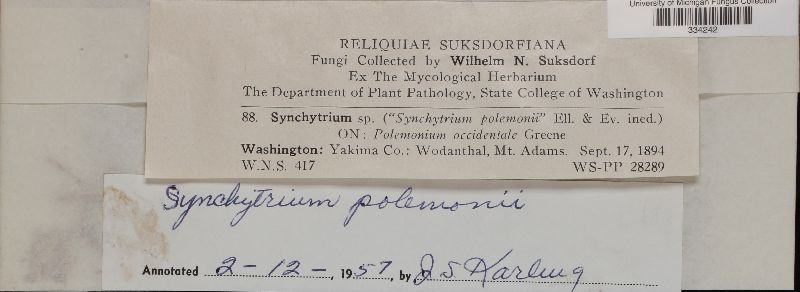 University of Michigan Fungus Collection
334242
RELIQUIAE SUKSDORFIANA
Fungi Collected by Wilhelm N. Suksdorf
Ex The Mycological Herbarium
The Department of Plant Pathology, State College of Washington
88. Synchytrium sp. ("Synchytrium polemonii" Ell. & Ev. ined.)
ON: Polemonium occidentale Greene
Washington: Yakima Co.: Wodanthal, Mt. Adams. Sept. 17, 1894
W.N.S. 417 WS-PP 28289
Synchytrium polemonii
Annotated 2-12-, 1957, by J S Karling